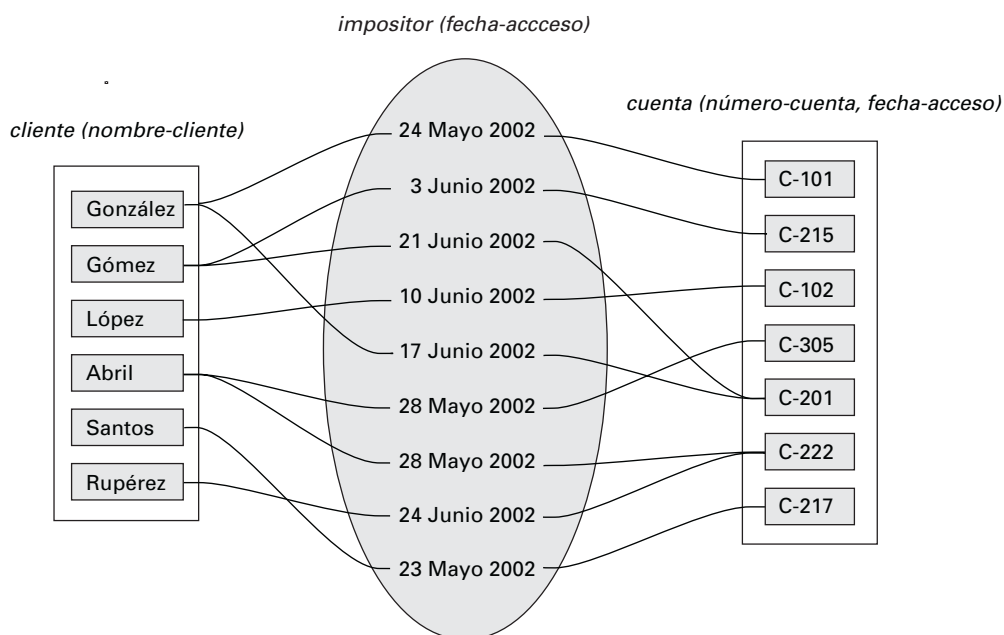 impositor (fecha-accceso)
cuenta (número-cuenta, fecha-acceso)
cliente (nombre-cliente)
González
Gómez
López
Abril
Santos
Rupérez
24 Mayo 2002
3 Junio 2002
21 Junio 2002
10 Junio 2002
17 Junio 2002
28 Mayo 2002
28 Mayo 2002
24 Junio 2002
23 Mayo 2002
C-101
C-215
C-102
C-305
C-201
C-222
C-217